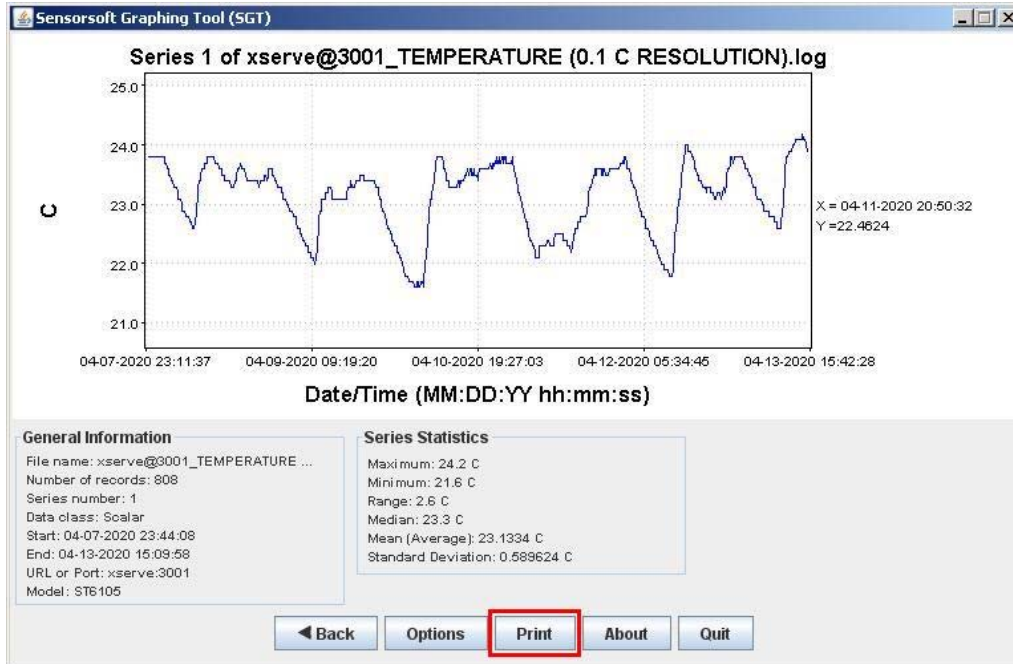 Sensorsoft Graphing Tool (SGT)
Series 1 of xserve@3001_TEMPERATURE (0.1 C RESOLUTION).log
25.0
24.0
23.0
22.0
21.0
C
X = 04-11-2020 20:50:32
Y =22.4624
04-07-2020 23:11:37 04-09-2020 09:19:20 04-10-2020 19:27:03 04-12-2020 05:34:45 04-13-2020 15:42:28
Date/Time (MM:DD:YY hh:mm:ss)
General Information
File name: xserve@3001_TEMPERATURE ...
Number of records: 808
Series number: 1
Data class: Scalar
Start: 04-07-2020 23:44:08
End: 04-13-2020 15:09:58
URL or Port: xserve:3001
Model: ST6105
Series Statistics
Maximum: 24.2 C
Minimum: 21.6 C
Range: 2.6 C
Median: 23.3 C
Mean (Average): 23.1334 C
Standard Deviation: 0.589624 C
Back Options Print About Quit